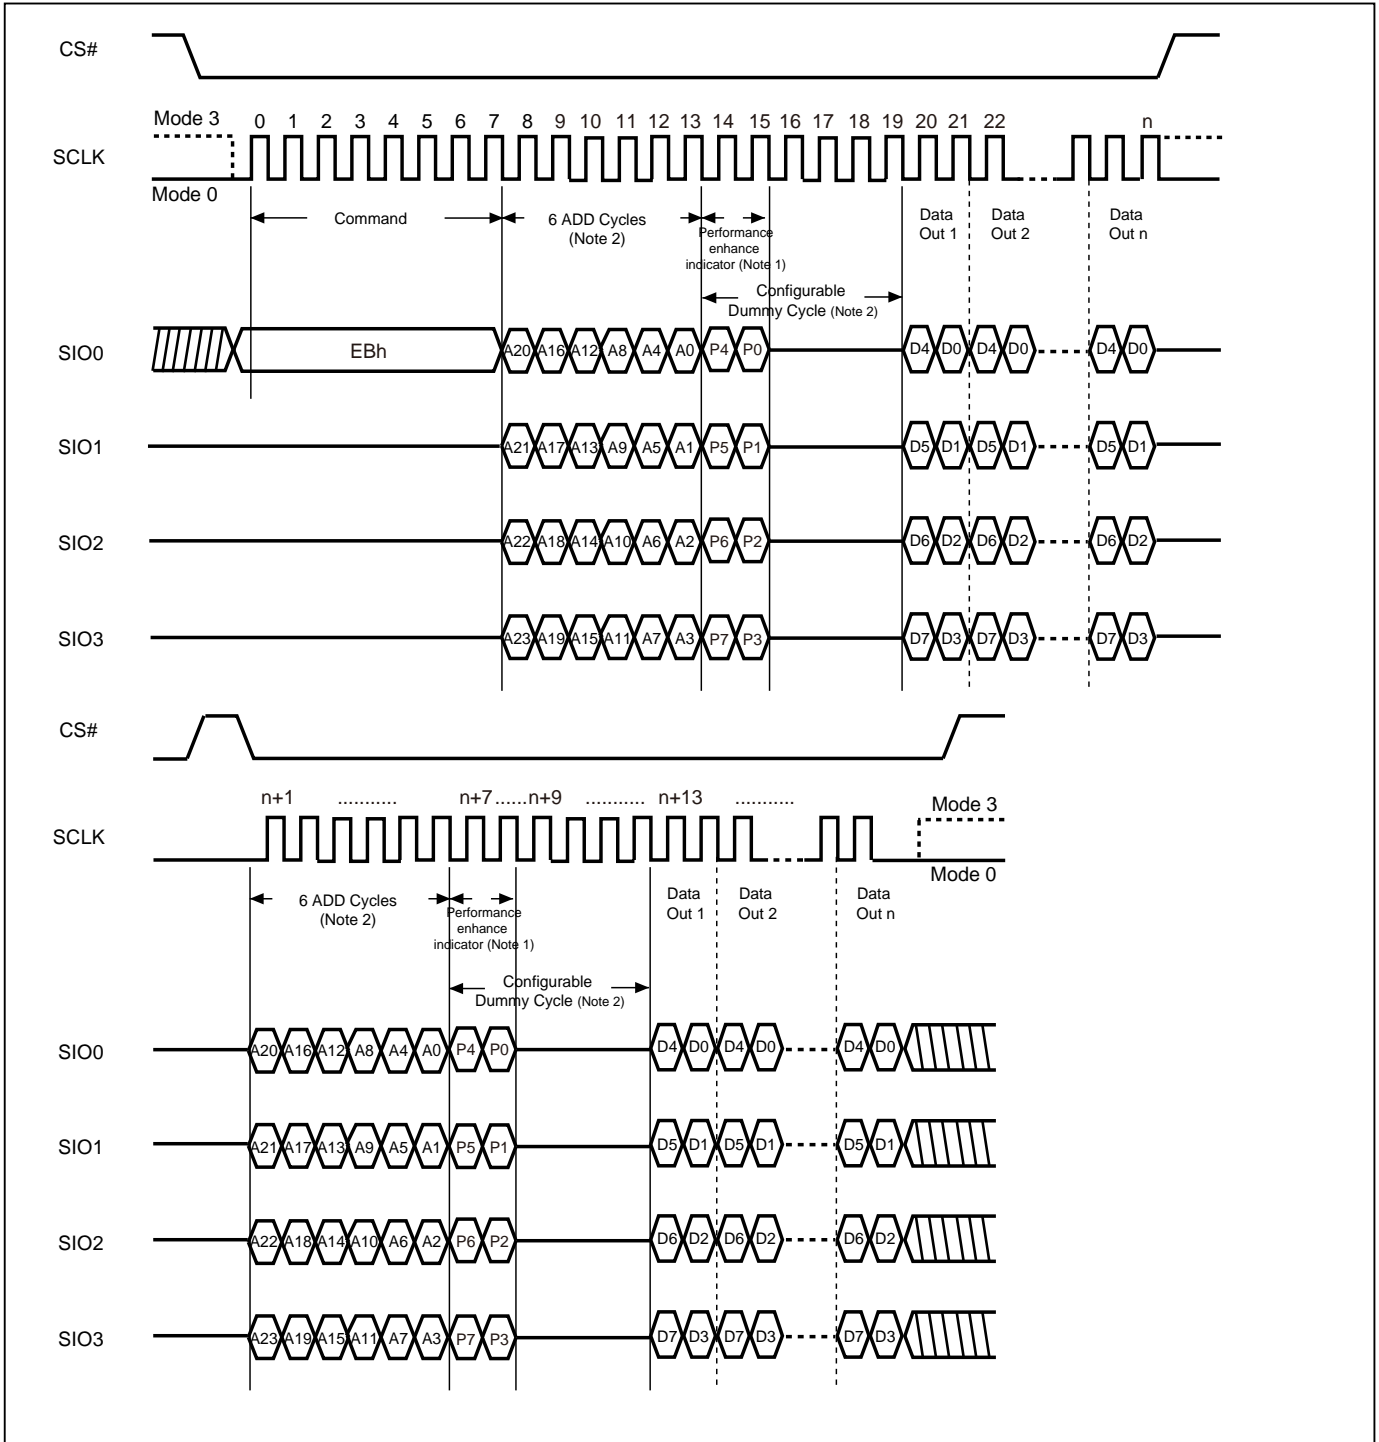 CS#
Mode 3
0 1 2 3 4 5 6 7 8 9 10 11 12 13 14 15 16 17 18 19 20 21 22 n
SCLK
Mode 0
Command
6 ADD Cycles
(Note 2)
Performance
enhance
indicator (Note 1)
Data
Out 1
Data
Out 2
Data
Out n
Configurable
Dummy Cycle (Note 2)
SIO0 EBh A20 A16 A12 A8 A4 A0 P4 P0 D4 D0 D4 D0 D4 D0
SIO1 A21 A17 A13 A9 A5 A1 P5 P1 D5 D1 D5 D1 D5 D1
SIO2 A22 A18 A14 A10 A6 A2 P6 P2 D6 D2 D6 D2 D6 D2
SIO3 A23 A19 A15 A11 A7 A3 P7 P3 D7 D3 D7 D3 D7 D3
CS#
n+1 ........... n+7 ...... n+9 ........... n+13 ...........
Mode 3
SCLK
Mode 0
6 ADD Cycles
(Note 2)
Performance
enhance
indicator (Note 1)
Data
Out 1
Data
Out 2
Data
Out n
Configurable
Dummy Cycle (Note 2)
SIO0 A20 A16 A12 A8 A4 A0 P4 P0 D4 D0 D4 D0 D4 D0
SIO1 A21 A17 A13 A9 A5 A1 P5 P1 D5 D1 D5 D1 D5 D1
SIO2 A22 A18 A14 A10 A6 A2 P6 P2 D6 D2 D6 D2 D6 D2
SIO3 A23 A19 A15 A11 A7 A3 P7 P3 D7 D3 D7 D3 D7 D3